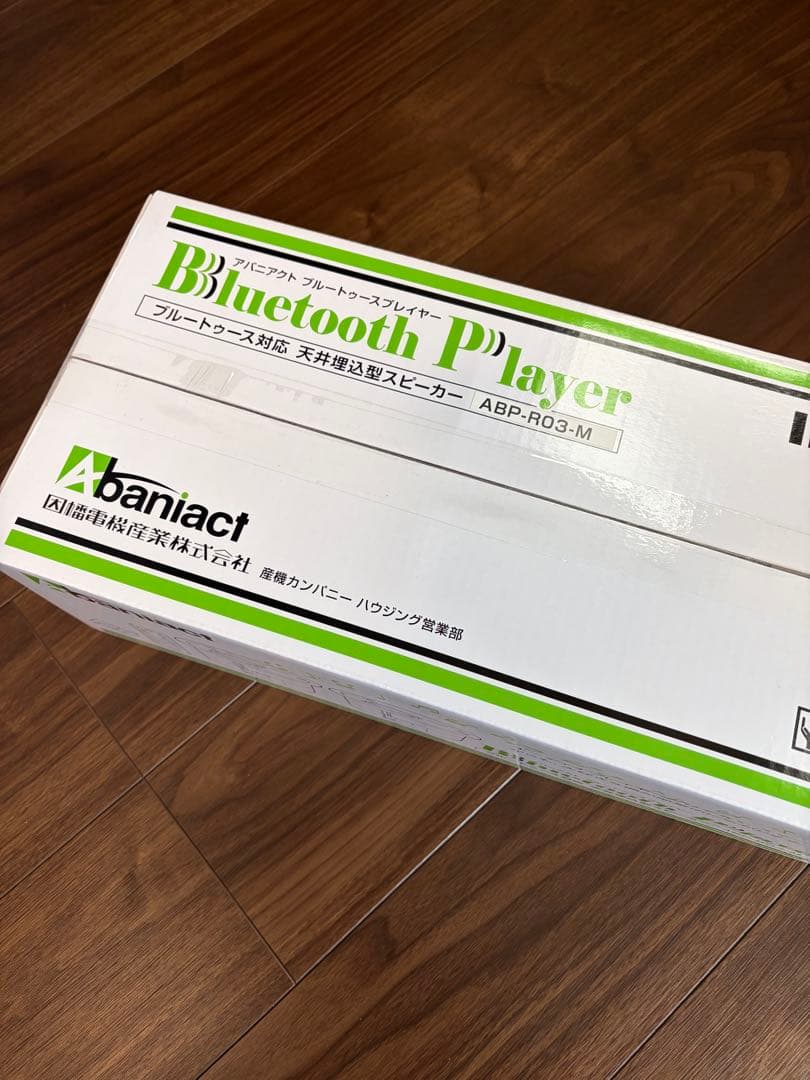 アバニアクト ブルートゥースプレイヤー
Bluetooth Player
ブルートゥース対応 天井埋込型スピーカー ABP-R03-M
Abaniact
因幡電機産業株式会社 産機カンパニー ハウジング営業部
Abaniact